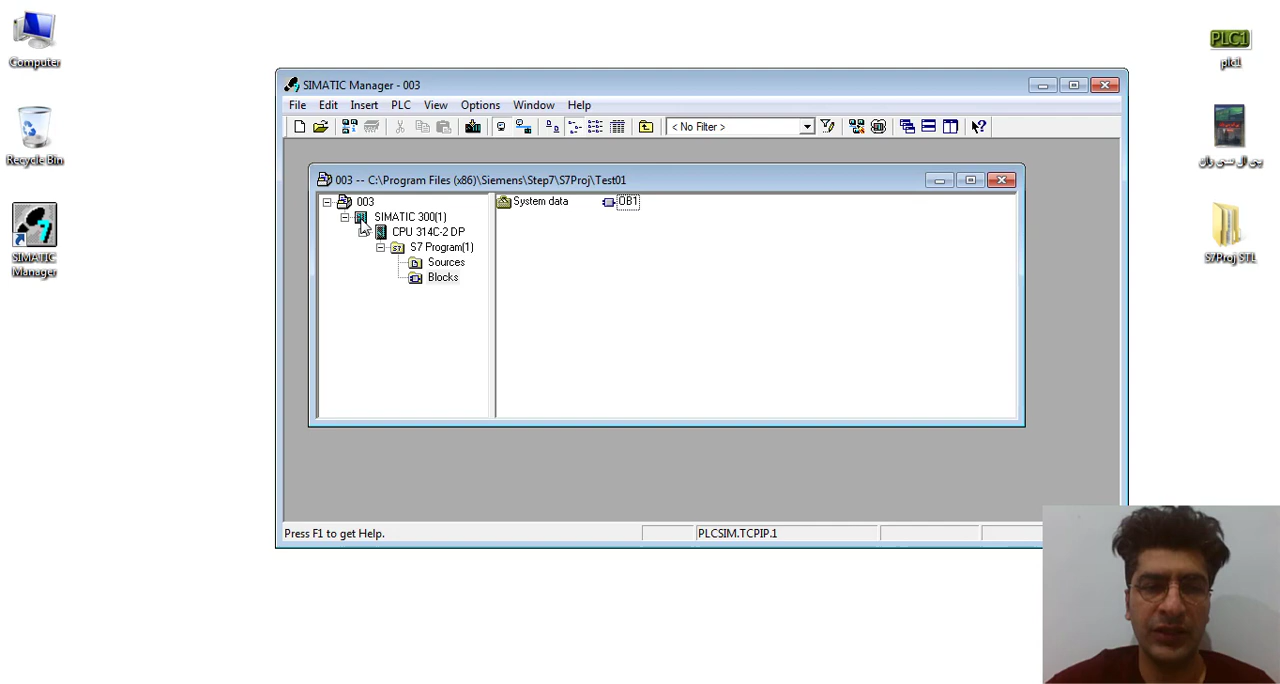 Computer
Recycle Bin
SIMATIC
Manager
SIMATIC Manager - 003
File Edit Insert PLC View Options Window Help
< No Filter >
003 -- C:\Program Files (x86)\Siemens\Step7\S7Proj\Test01
003
SIMATIC 300(1)
CPU 314C-2 DP
S7 Program(1)
Sources
Blocks
System data
OB1
Press F1 to get Help.
PLCSIM.TCPIP.1
PLC1
plc1
پی ال سی وان
S7Proj STL